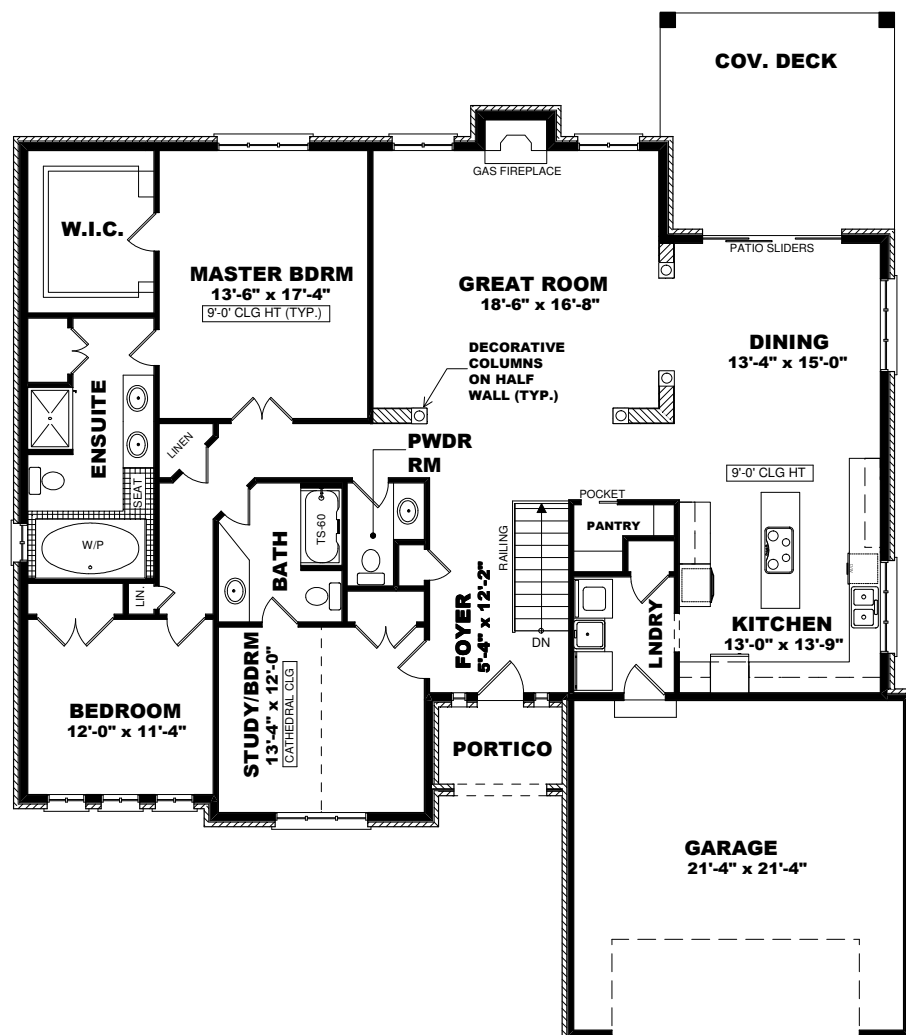 COV. DECK
GAS FIREPLACE
W.I.C.
PATIO SLIDERS
MASTER BDRM
13'-6" x 17'-4"
9'-0' CLG HT (TYP.)
GREAT ROOM
18'-6" x 16'-8"
DECORATIVE
COLUMNS
ON HALF
WALL (TYP.)
DINING
13'-4" x 15'-0"
ENSUITE
LINEN
PWDR
RM
9'-0' CLG HT
SEAT
POCKET
PANTRY
TS-60
RAILING
W/P
BATH
LIN.
FOYER
5'-4" x 12'-2"
DN
LNDRY
KITCHEN
13'-0" x 13'-9"
BEDROOM
12'-0" x 11'-4"
STUDY/BDRM
13'-4" x 12'-0"
CATHEDRAL CLG
PORTICO
GARAGE
21'-4" x 21'-4"